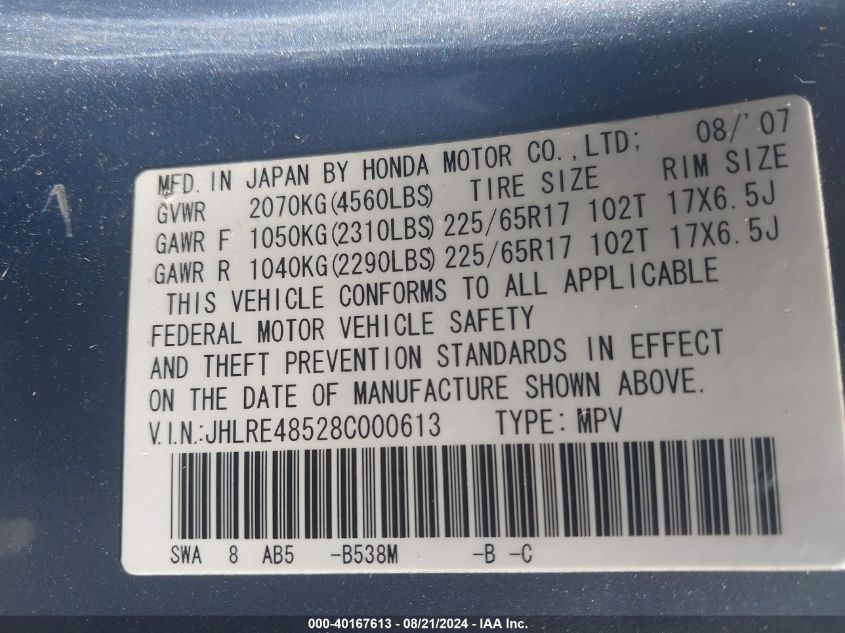 MFD. IN JAPAN BY HONDA MOTOR CO.,LTD; 08/'07
GVWR 2070KG(4560LBS) TIRE SIZE RIM SIZE
GAWR F 1050KG(2310LBS) 225/65R17 102T 17X6.5J
GAWR R 1040KG(2290LBS) 225/65R17 102T 17X6.5J
THIS VEHICLE CONFORMS TO ALL APPLICABLE
FEDERAL MOTOR VEHICLE SAFETY
AND THEFT PREVENTION STANDARDS IN EFFECT
ON THE DATE OF MANUFACTURE SHOWN ABOVE.
V.I.N.:JHLRE48528C000613 TYPE: MPV
SWA 8 AB5 -B538M -B -C
000-40167613 - 08/21/2024 - IAA Inc.